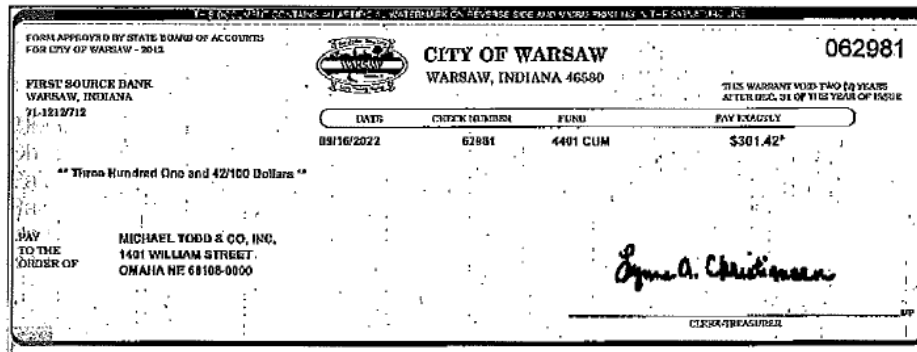 FORM APPROVED BY STATE BOARD OF ACCOUNTS
FOR CITY OF WARSAW - 2012
FIRST SOURCE BANK
WARSAW, INDIANA
71-1212/712
WARSAW
CITY OF WARSAW
WARSAW, INDIANA 46580
062981
THIS WARRANT VOID TWO (2) YEARS
AFTER DEC. 31 OF THE YEAR OF ISSUE
DATE CHECK NUMBER FUND PAY EXACTLY
09/16/2022 62981 4401 CUM $301.42*
** Three Hundred One and 42/100 Dollars **
PAY
TO THE
ORDER OF
MICHAEL TODD & CO, INC,
1401 WILLIAM STREET
OMAHA NE 68108-0000
Lynne A. Christiansen
CLERK-TREASURER